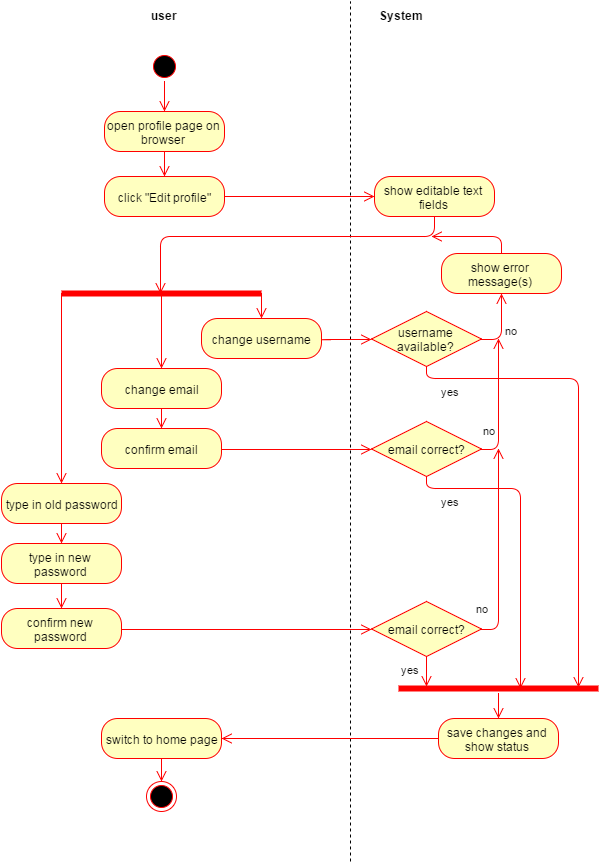 user
System
open profile page on
browser
click "Edit profile"
show editable text
fields
show error
message(s)
change username
username
available?
no
yes
change email
confirm email
email correct?
no
yes
type in old password
type in new
password
confirm new
password
email correct?
no
yes
save changes and
show status
switch to home page